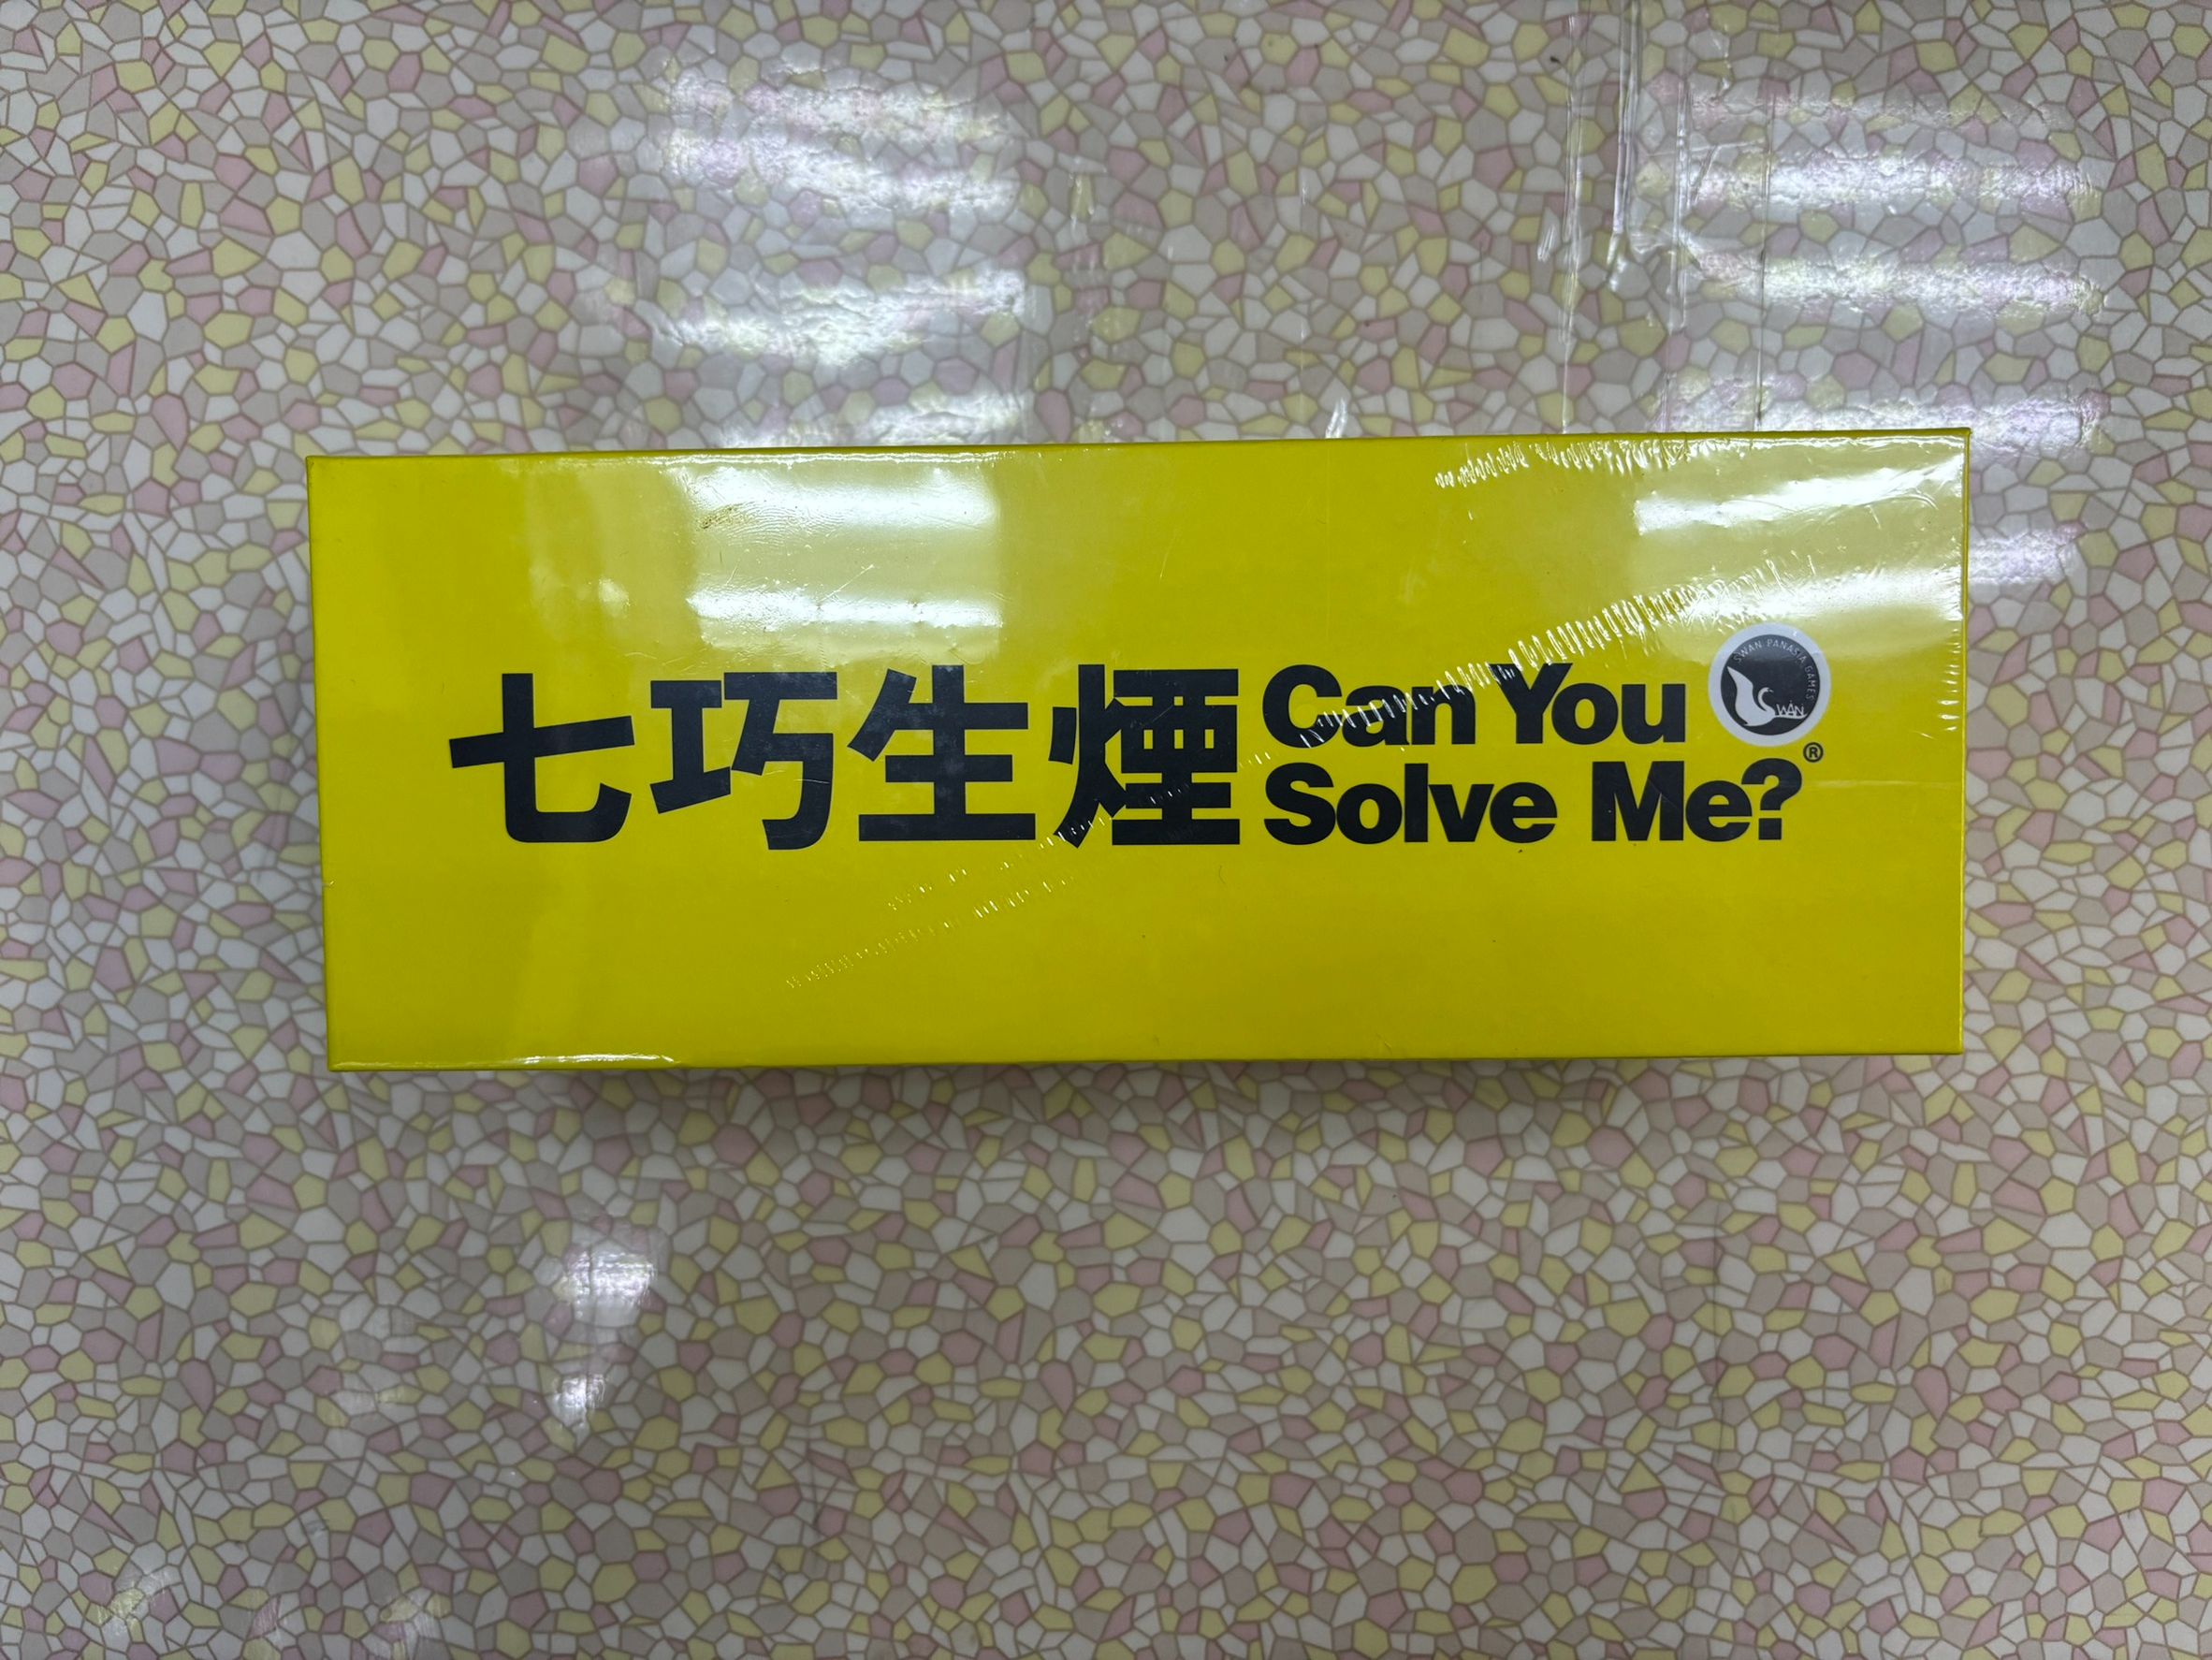 七巧生煙
Can You
Solve Me?®
SWAN PANASIA GAMES
SWAN